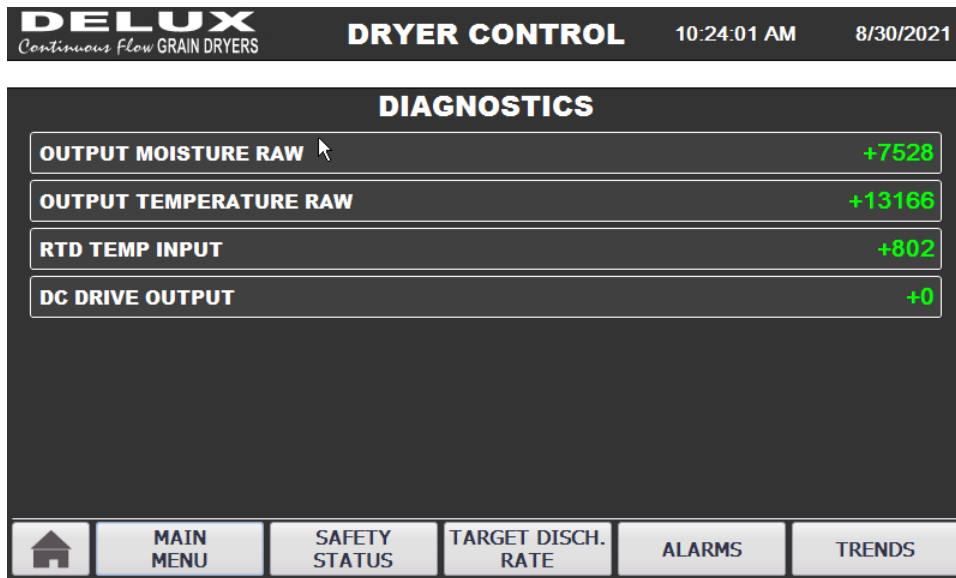 DELUX
Continuous Flow GRAIN DRYERS
DRYER CONTROL
10:24:01 AM
8/30/2021
DIAGNOSTICS
OUTPUT MOISTURE RAW +7528
OUTPUT TEMPERATURE RAW +13166
RTD TEMP INPUT +802
DC DRIVE OUTPUT +0
MAIN
MENU
SAFETY
STATUS
TARGET DISCH.
RATE
ALARMS
TRENDS